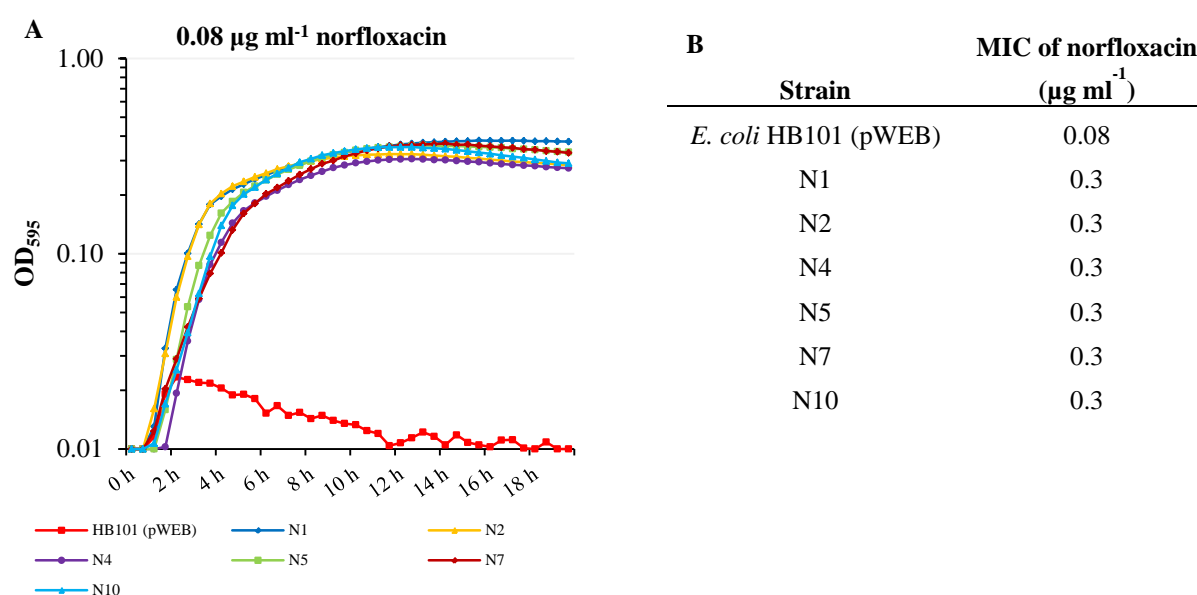 A
0.08 µg ml-1 norfloxacin
1.00
0.10
0.01
OD595
0 h
2 h
4 h
6 h
8 h
10 h
12 h
14 h
16 h
18 h
HB101 (pWEB)
N1
N2
N4
N5
N7
N10
B
MIC of norfloxacin
Strain (µg ml-1)
E. coli HB101 (pWEB) 0.08
N1 0.3
N2 0.3
N4 0.3
N5 0.3
N7 0.3
N10 0.3